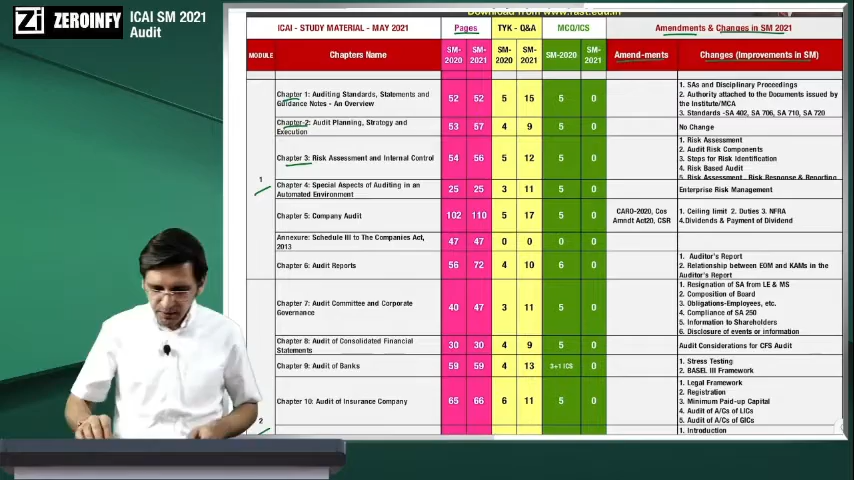 Zi ZEROINFY
ICAI SM 2021
Audit
Download from www.fast.edu.in
ICAI - STUDY MATERIAL - MAY 2021
Pages
TYK - Q&A
MCQ/ICS
Amendments & Changes in SM 2021
MODULE
Chapters Name
SM-2020
SM-2021
SM-2020
SM-2021
SM-2020
SM-2021
Amend-ments
Changes (Improvements in SM)
1
Chapter 1: Auditing Standards, Statements and
Guidance Notes - An Overview
52 52 5 15 5 0
1. SAs and Disciplinary Proceedings
2. Authority attached to the Documents issued by
the Institute/MCA
3. Standards -SA 402, SA 706, SA 710, SA 720
Chapter-2: Audit Planning, Strategy and
Execution
53 57 4 9 5 0
No Change
Chapter 3: Risk Assessment and Internal Control
54 56 5 12 5 0
1. Risk Assessment
2. Audit Risk Components
3. Steps for Risk Identification
4. Risk Based Audit
5. Risk Assessment, Risk Response & Reporting
Chapter 4: Special Aspects of Auditing in an
Automated Environment
25 25 3 11 5 0
Enterprise Risk Management
Chapter 5: Company Audit
102 110 5 17 5 0
CARO-2020, Cos
Amndt Act20, CSR
1. Ceiling limit 2. Duties 3. NFRA
4.Dividends & Payment of Dividend
Annexure: Schedule III to The Companies Act,
2013
47 47 0 0 0 0
Chapter 6: Audit Reports
56 72 4 10 6 0
1. Auditor's Report
2. Relationship between EOM and KAMs in the
Auditor's Report
2
Chapter 7: Audit Committee and Corporate
Governance
40 47 3 11 5 0
1. Resignation of SA from LE & MS
2. Composition of Board
3. Obligations-Employees, etc.
4. Compliance of SA 250
5. Information to Shareholders
6. Disclosure of events or information
Chapter 8: Audit of Consolidated Financial
Statements
30 30 4 9 5 0
Audit Considerations for CFS Audit
Chapter 9: Audit of Banks
59 59 4 13 3+1 ICS 0
1. Stress Testing
2. BASEL III Framework
Chapter 10: Audit of Insurance Company
65 66 6 11 5 0
1. Legal Framework
2. Registration
3. Minimum Paid-up Capital
4. Audit of A/Cs of LICs
5. Audit of A/Cs of GICs
1. Introduction